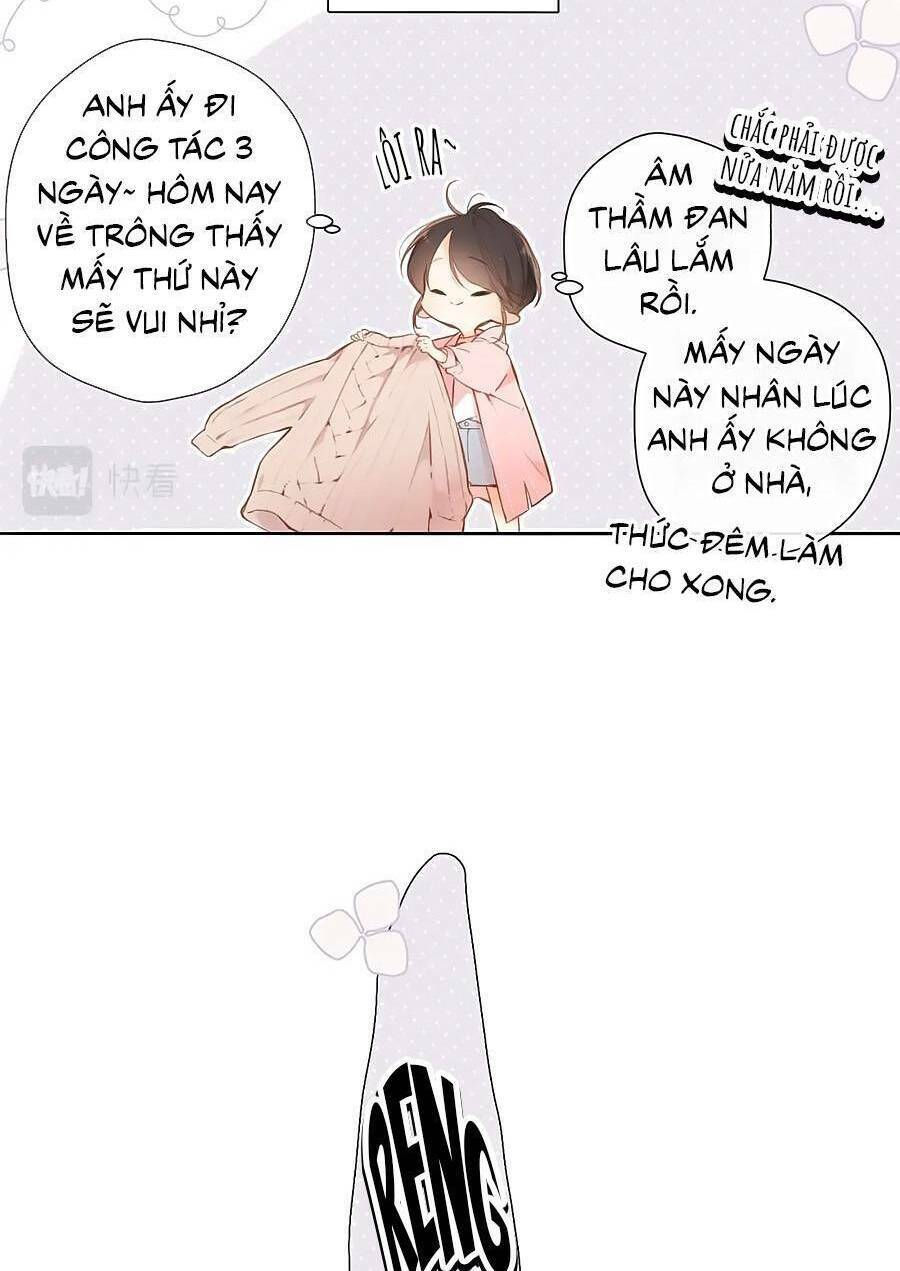 ANH ẤY ĐI
CÔNG TÁC 3
NGÀY~ HÔM NAY
VỀ TRÔNG THẤY
MẤY THỨ NÀY
SẼ VUI NHỈ?
LÔI RA~
CHẮC PHẢI ĐƯỢC
NỬA NĂM RỒI!...
ÂM
THẦM ĐAN
LÂU LẮM
RỒI.
MẤY NGÀY
NÀY NHÂN LÚC
ANH ẤY KHÔNG
Ở NHÀ,
THỨC ĐÊM LÀM
CHO XONG.
快看!
快看
RENG